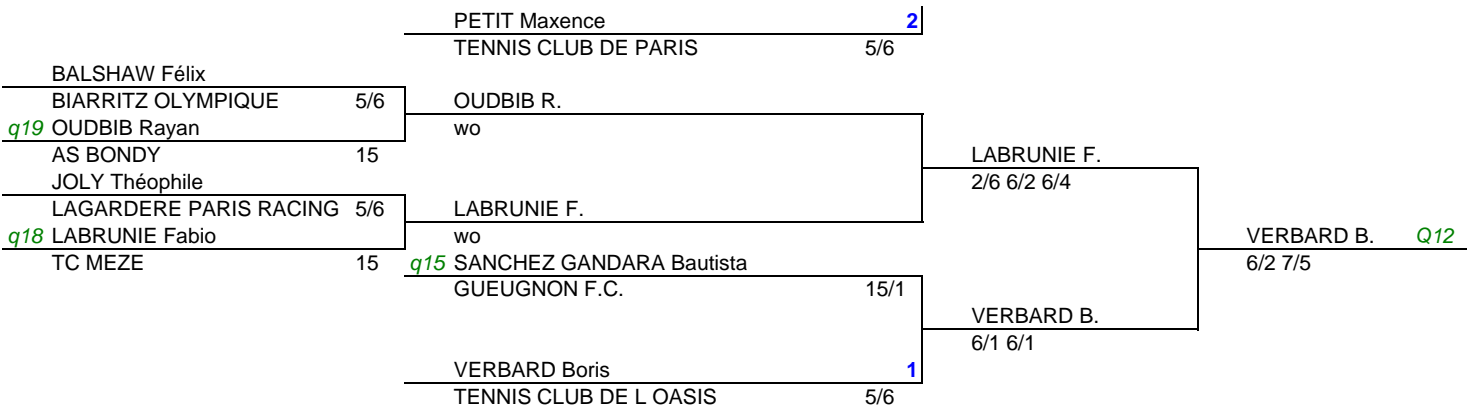 PETIT Maxence 2
TENNIS CLUB DE PARIS 5/6
BALSHAW Félix
BIARRITZ OLYMPIQUE 5/6
OUDBIB R.
q19 OUDBIB Rayan
wo
AS BONDY 15
LABRUNIE F.
JOLY Théophile
2/6 6/2 6/4
LAGARDERE PARIS RACING 5/6
LABRUNIE F.
q18 LABRUNIE Fabio
wo
VERBARD B. Q12
TC MEZE 15
q15 SANCHEZ GANDARA Bautista
6/2 7/5
GUEUGNON F.C. 15/1
VERBARD B.
6/1 6/1
VERBARD Boris 1
TENNIS CLUB DE L OASIS 5/6